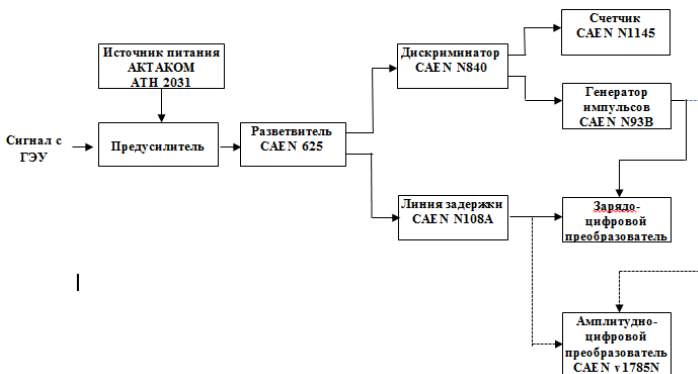 Счетчик
CAEN N1145
Источник питания
АКТАКОМ
АТН 2031
Дискриминатор
CAEN N840
Генератор
импульсов
CAEN N93B
Сигнал с
ГЭУ
Предусилитель
Разветвитель
CAEN 625
Линия задержки
CAEN N108A
Зарядо-
цифровой
преобразователь
Амплитудно-
цифровой
преобразователь
CAEN v1785N